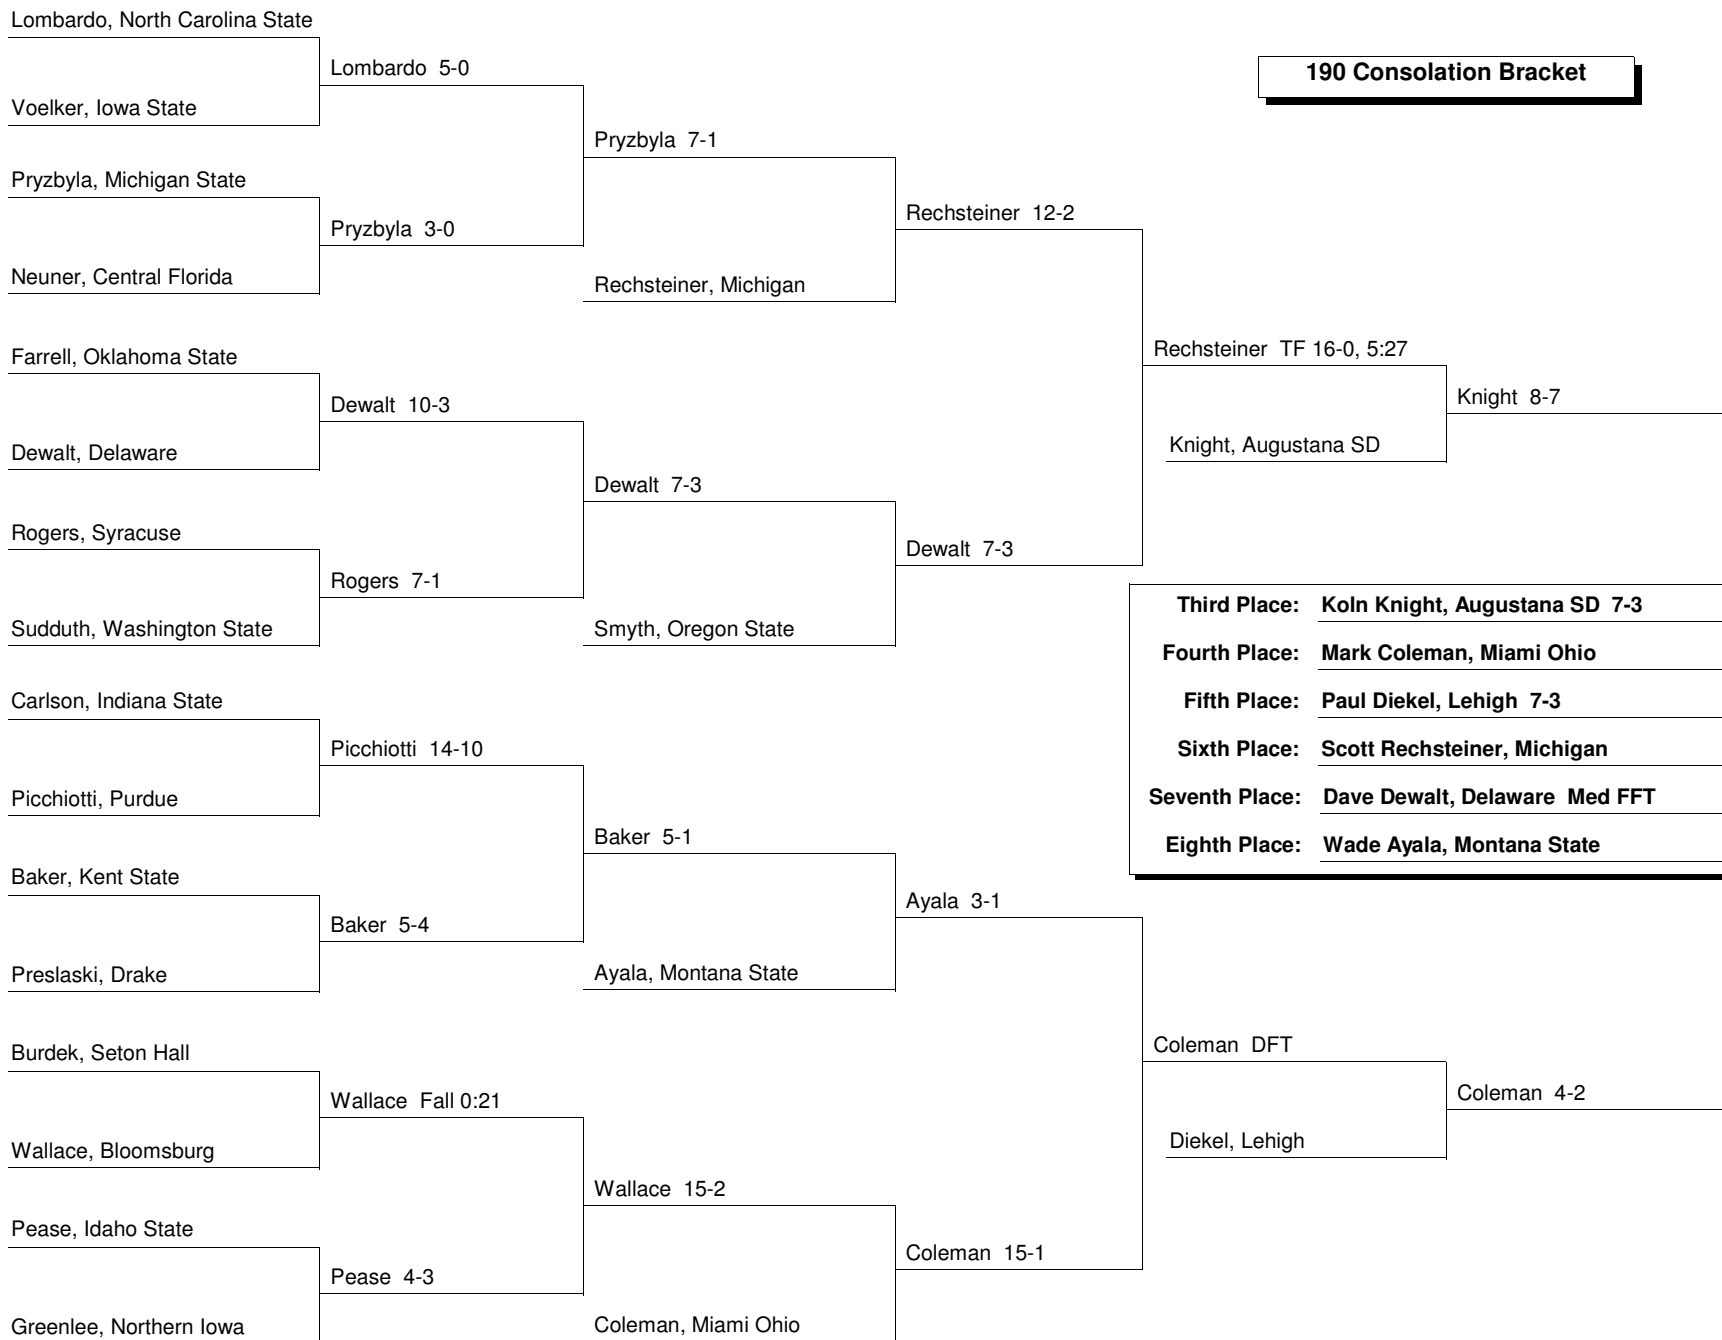 Lombardo, North Carolina State
Lombardo 5-0
190 Consolation Bracket
Voelker, Iowa State
Pryzbyla 7-1
Pryzbyla, Michigan State
Rechsteiner 12-2
Pryzbyla 3-0
Neuner, Central Florida
Rechsteiner, Michigan
Rechsteiner TF 16-0, 5:27
Farrell, Oklahoma State
Knight 8-7
Dewalt 10-3
Knight, Augustana SD
Dewalt, Delaware
Dewalt 7-3
Rogers, Syracuse
Dewalt 7-3
Rogers 7-1
Sudduth, Washington State
Smyth, Oregon State
Third Place: Koln Knight, Augustana SD 7-3
Fourth Place: Mark Coleman, Miami Ohio
Fifth Place: Paul Diekel, Lehigh 7-3
Sixth Place: Scott Rechsteiner, Michigan
Seventh Place: Dave Dewalt, Delaware Med FFT
Eighth Place: Wade Ayala, Montana State
Carlson, Indiana State
Picchiotti 14-10
Picchiotti, Purdue
Baker 5-1
Baker, Kent State
Ayala 3-1
Baker 5-4
Preslaski, Drake
Ayala, Montana State
Coleman DFT
Burdek, Seton Hall
Coleman 4-2
Wallace Fall 0:21
Diekel, Lehigh
Wallace, Bloomsburg
Wallace 15-2
Pease, Idaho State
Coleman 15-1
Pease 4-3
Greenlee, Northern Iowa
Coleman, Miami Ohio